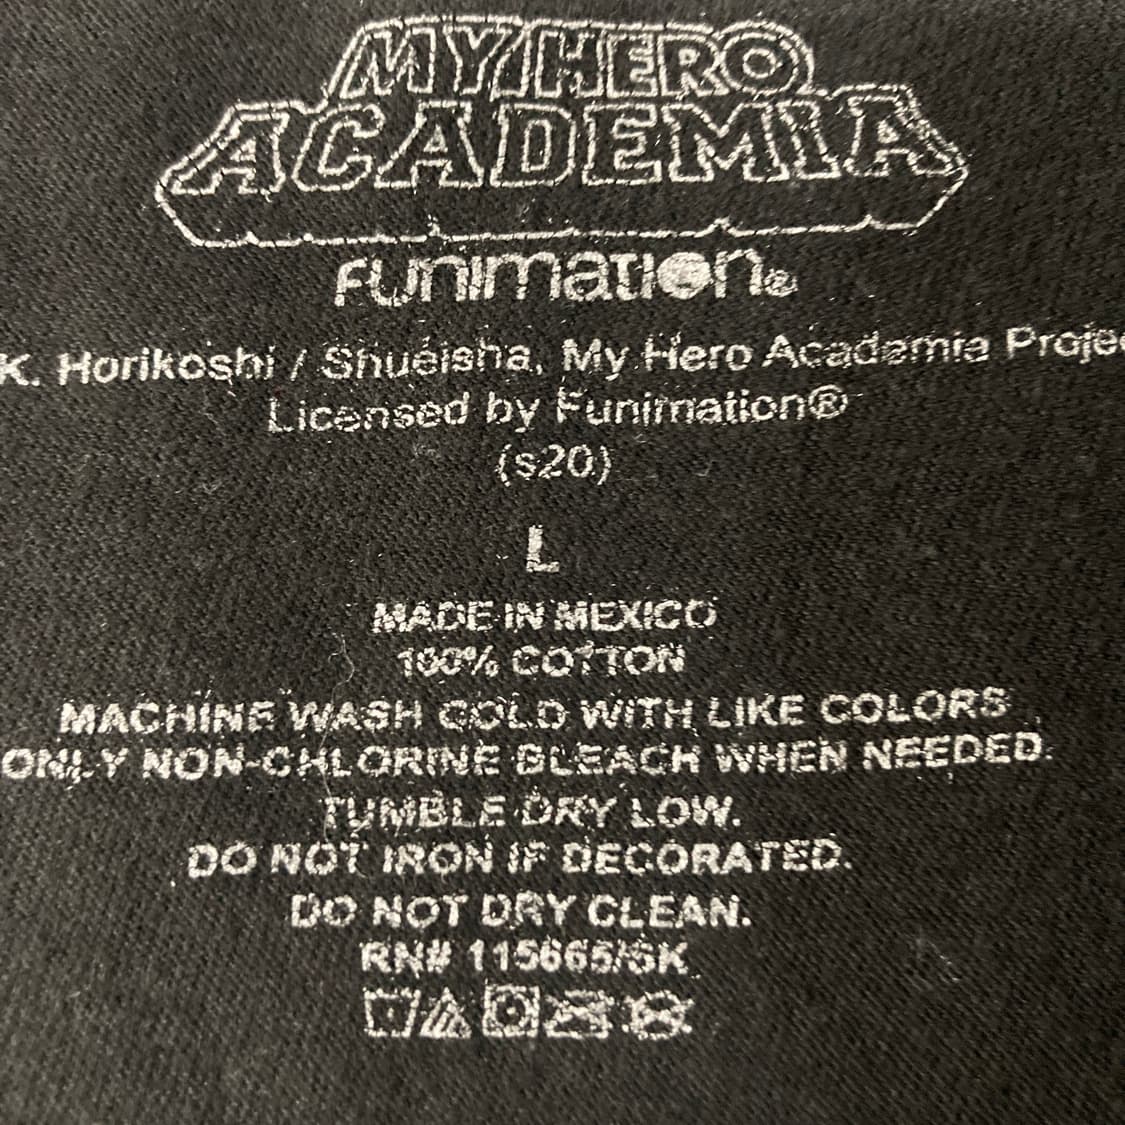 MY HERO
ACADEMIA
FUNIMATION®
K. Horikoshi / Shueisha, My Hero Academia Projec
Licensed by Funimation®
(s20)
L
MADE IN MEXICO
100% COTTON
MACHINE WASH COLD WITH LIKE COLORS
ONLY NON-CHLORINE BLEACH WHEN NEEDED.
TUMBLE DRY LOW.
DO NOT IRON IF DECORATED.
DO NOT DRY CLEAN.
RN# 115665/SK